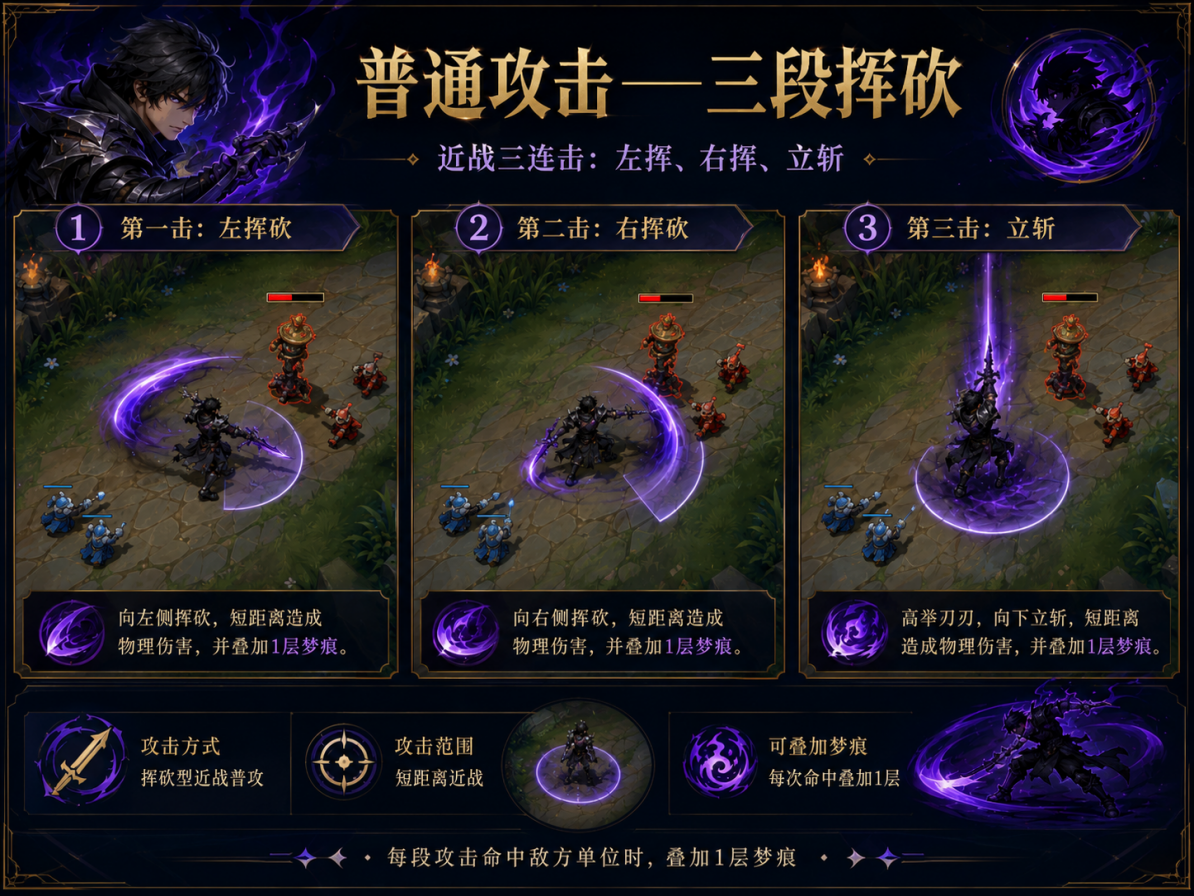 普通攻击——三段挥砍
近战三连击：左挥、右挥、立斩
1 第一击：左挥砍
2 第二击：右挥砍
3 第三击：立斩
向左侧挥砍，短距离造成
物理伤害，并叠加1层梦痕。
向右侧挥砍，短距离造成
物理伤害，并叠加1层梦痕。
高举刀刃，向下立斩，短距离
造成物理伤害，并叠加1层梦痕。
攻击方式
挥砍型近战普攻
攻击范围
短距离近战
可叠加梦痕
每次命中叠加1层
每段攻击命中敌方单位时，叠加1层梦痕